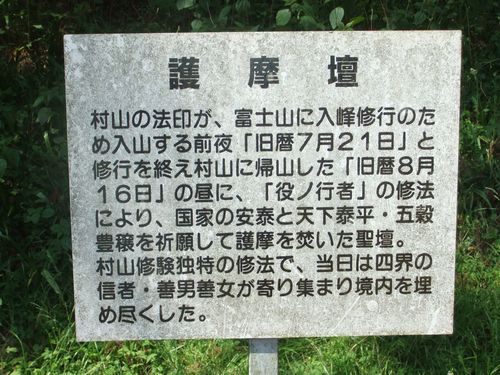 護摩壇
村山の法印が、富士山に入峰修行のた
め入山する前夜「旧暦7月21日」と
修行を終え村山に帰山した「旧暦8月
16日」の昼に、「役ノ行者」の修法
により、国家の安泰と天下泰平・五穀
豊穣を祈願して護摩を焚いた聖壇。
村山修験独特の修法で、当日は四界の
信者・善男善女が寄り集まり境内を埋
め尽くした。